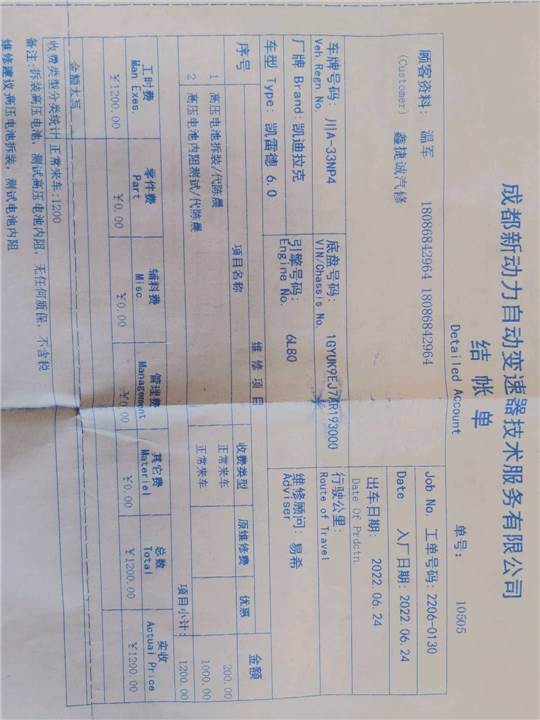 成都新动力自动变速器技术服务有限公司
结帐单
Detailed Account
单号: 10505
顾客资料: 温军 18086842964 18086842964
(Customer) 鑫捷诚汽修
Job No. 工单号码: 2206-0130
Date 入厂日期: 2022.06.24
车牌号码: 川A-33NP4
Veh.Regn.No.
底盘号码: 1GYUK9EJ7AR193000
VIN/Chassis No.
出车日期: 2022.06.24
Date Of Prdctn
厂牌 Brand: 凯迪拉克
引擎号码: 6L80
Engine No.
行驶公里:
Route of Travel
车型 Type: 凯雷德 6.0
维修顾问: 易希
Adviser
维修项目
序号 项目名称 收费类型 原维修费 优惠 金额
1 高压电池拆装/代陈晨 正常来车 200.00
2 高压电池内阻测试/代陈晨 正常来车 1000.00
项目小计: 1200.00
工时费 零件费 辅料费 管理费 其它费 总数 实收
Man Exes Part Misc. Management Materiel Total Actual Price
￥1200.00 ￥0.00 ￥0.00 ￥0.00 ￥0.00 ￥1200.00 ￥1200.00
金额大写
收费类型分类统计 正常来车:1200
备注:拆装高压电池,测试高压电池内阻,无任何质保,不含税
维修建议:高压电池拆装,测试电池内阻